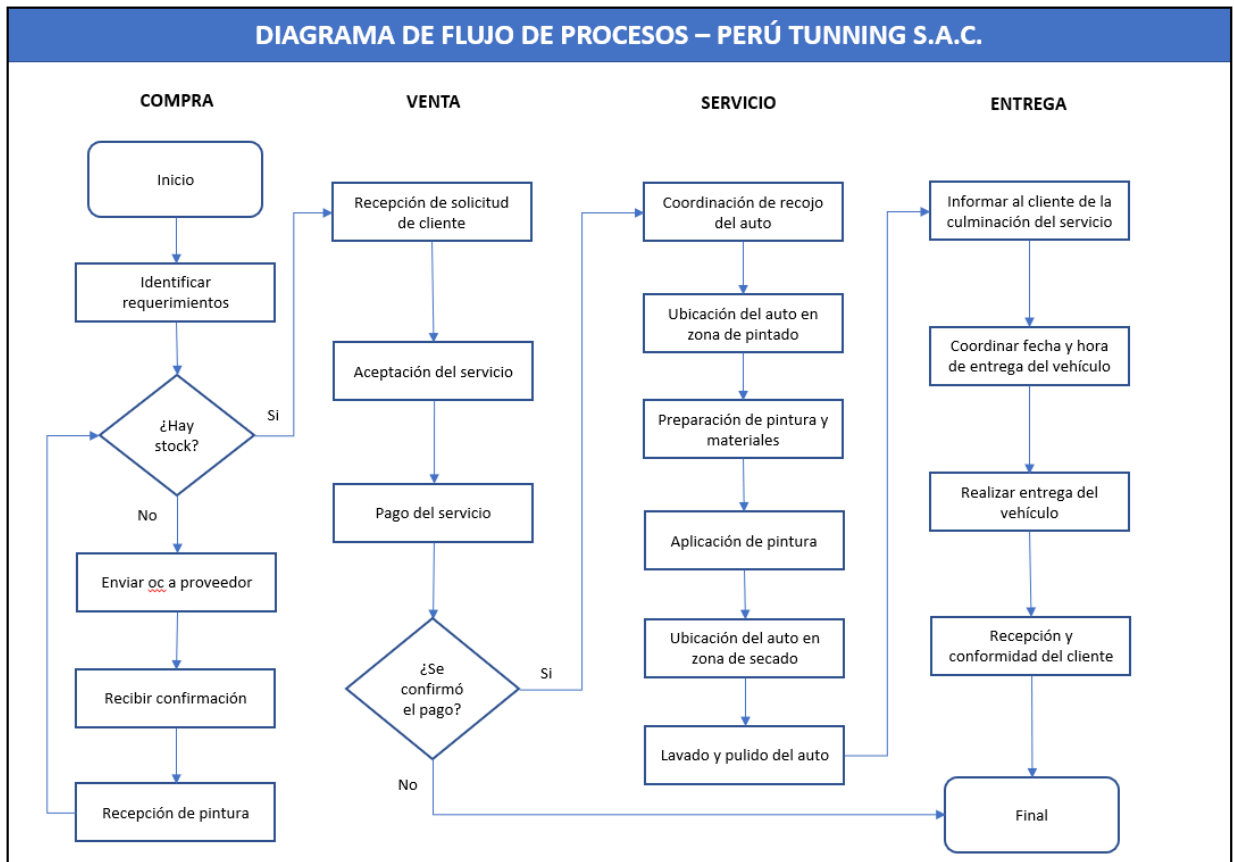 DIAGRAMA DE FLUJO DE PROCESOS – PERÚ TUNNING S.A.C.
COMPRA
Inicio
Identificar
requerimientos
¿Hay
stock?
Si
No
Enviar oc a proveedor
Recibir confirmación
Recepción de pintura
VENTA
Recepción de solicitud
de cliente
Aceptación del servicio
Pago del servicio
¿Se
confirmó
el pago?
Si
No
SERVICIO
Coordinación de recojo
del auto
Ubicación del auto en
zona de pintado
Preparación de pintura y
materiales
Aplicación de pintura
Ubicación del auto en
zona de secado
Lavado y pulido del auto
ENTREGA
Informar al cliente de la
culminación del servicio
Coordinar fecha y hora
de entrega del vehículo
Realizar entrega del
vehículo
Recepción y
conformidad del cliente
Final